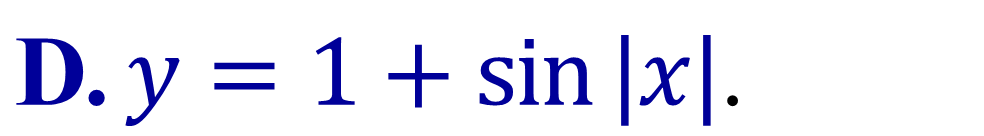 D. y = 1 + sin |x|.